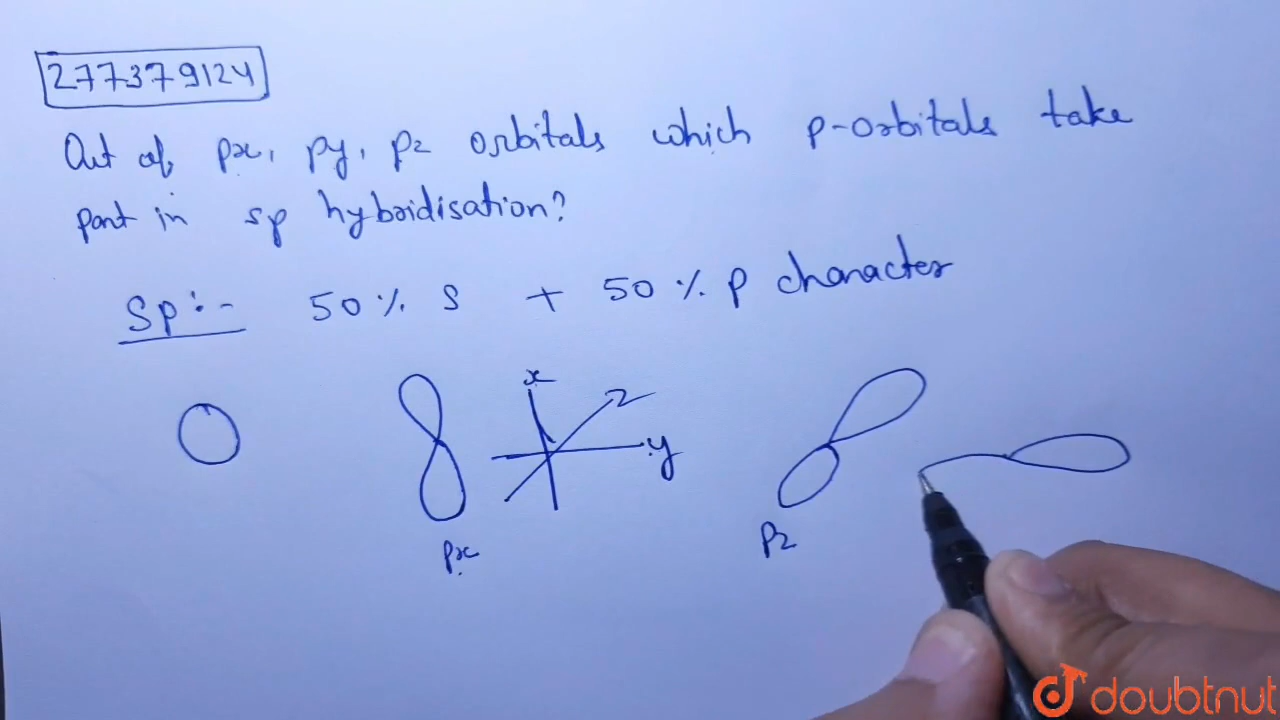 277379124
Out of px, py, pz orbitals which p-orbitals take
part in sp hybridisation?
Sp:- 50% s + 50% p character
x
z
y
px
pz
doubtnut